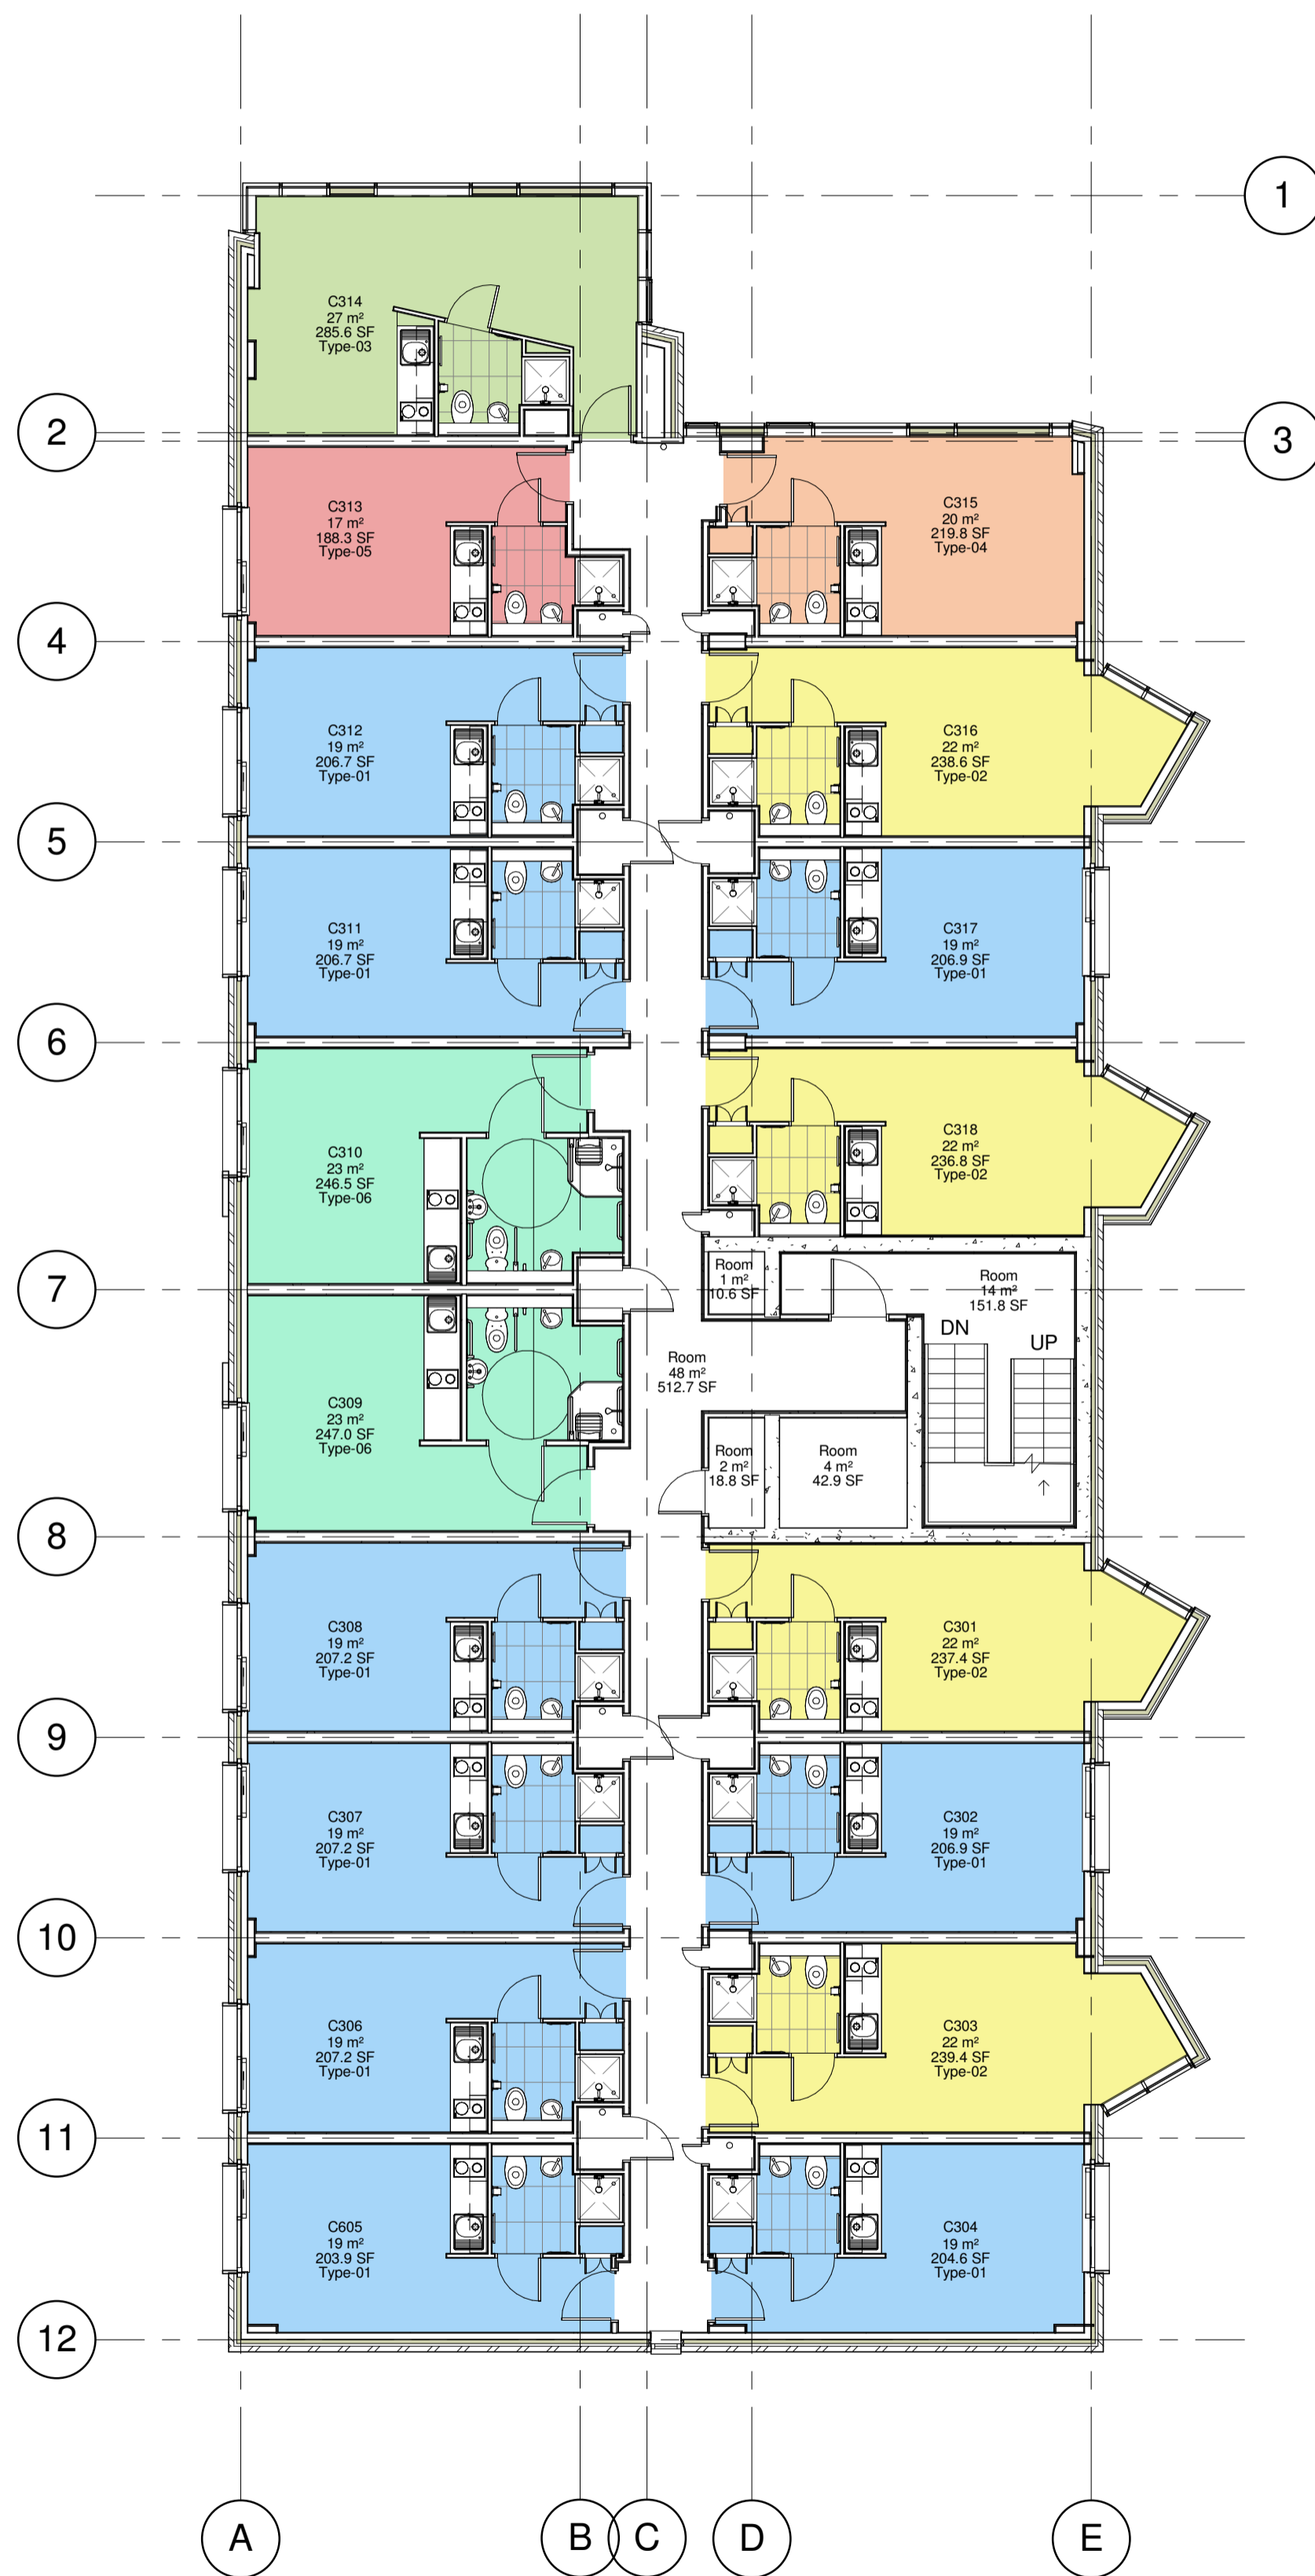 1
C314
27 m²
285.6 SF
Type-03
2
3
C313
17 m²
188.3 SF
Type-05
C315
20 m²
219.8 SF
Type-04
4
C312
19 m²
206.7 SF
Type-01
C316
22 m²
238.6 SF
Type-02
5
C311
19 m²
206.7 SF
Type-01
C317
19 m²
206.9 SF
Type-01
6
C310
23 m²
246.5 SF
Type-06
C318
22 m²
236.8 SF
Type-02
7
Room
1 m²
10.6 SF
Room
14 m²
151.8 SF
DN
UP
Room
48 m²
512.7 SF
C309
23 m²
247.0 SF
Type-06
Room
2 m²
18.8 SF
Room
4 m²
42.9 SF
8
C308
19 m²
207.2 SF
Type-01
C301
22 m²
237.4 SF
Type-02
9
C307
19 m²
207.2 SF
Type-01
C302
19 m²
206.9 SF
Type-01
10
C306
19 m²
207.2 SF
Type-01
C303
22 m²
239.4 SF
Type-02
11
C605
19 m²
203.9 SF
Type-01
C304
19 m²
204.6 SF
Type-01
12
A
B
C
D
E